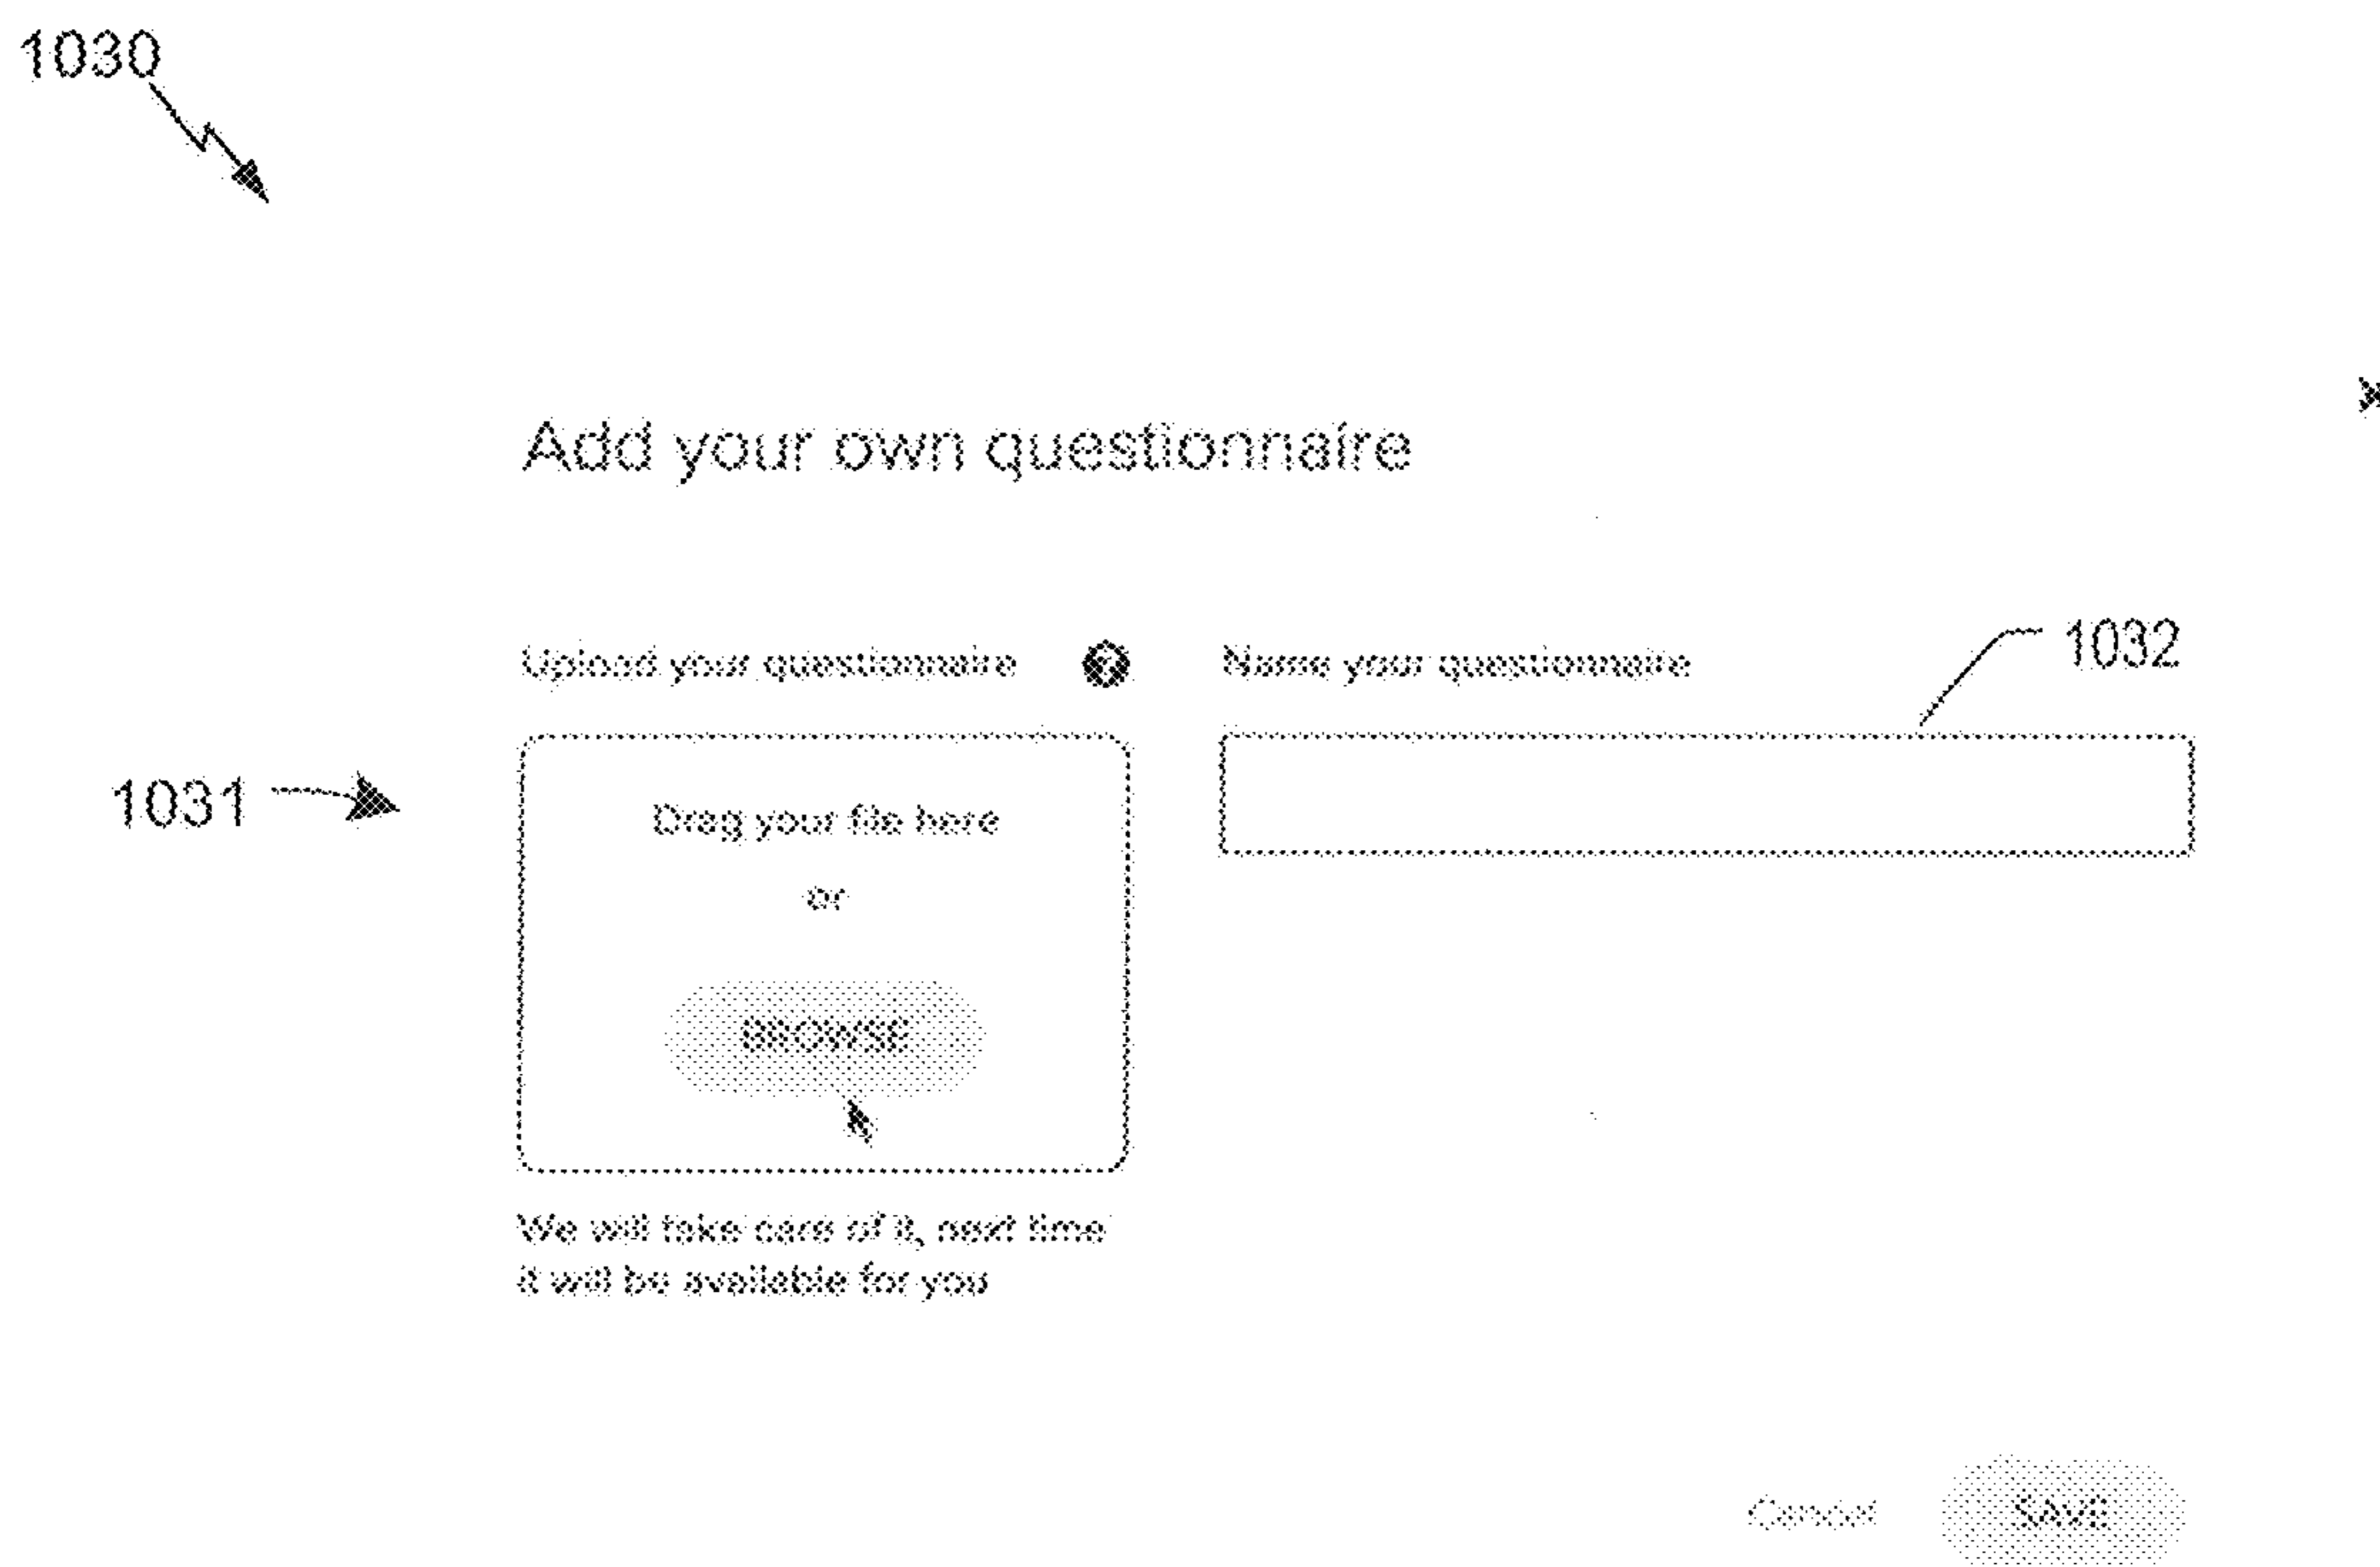 1030
Add your own questionnaire
Upload your questionnaire ? Name your questionnaire 1032
1031
Drag your file here
or
BROWSE
We will take care of it, next time
it will be available for you
Cancel SAVE